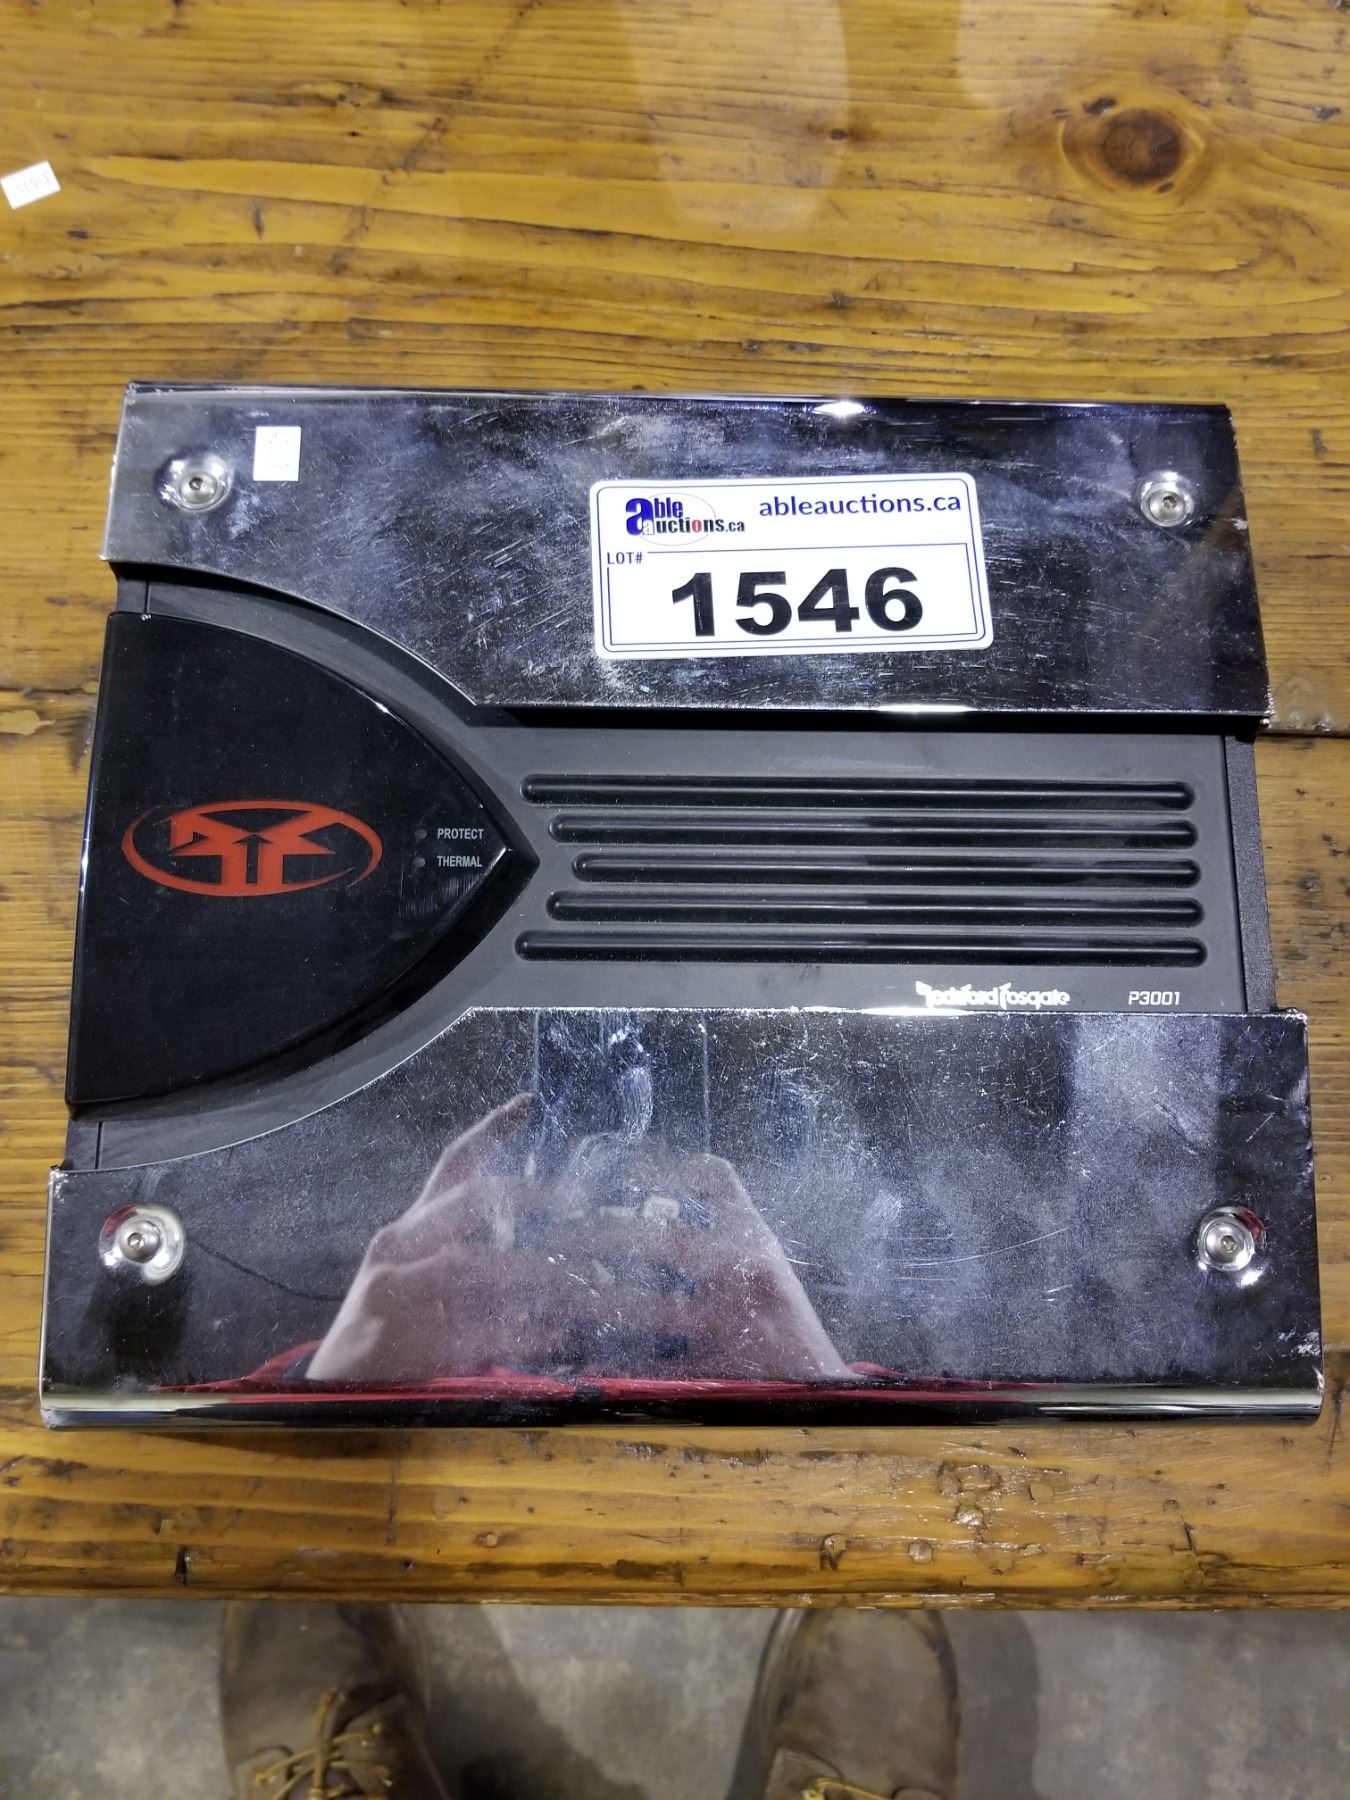 able auctions.ca
ableauctions.ca
LOT#
1546
PROTECT
THERMAL
Rockford Fosgate
P3001